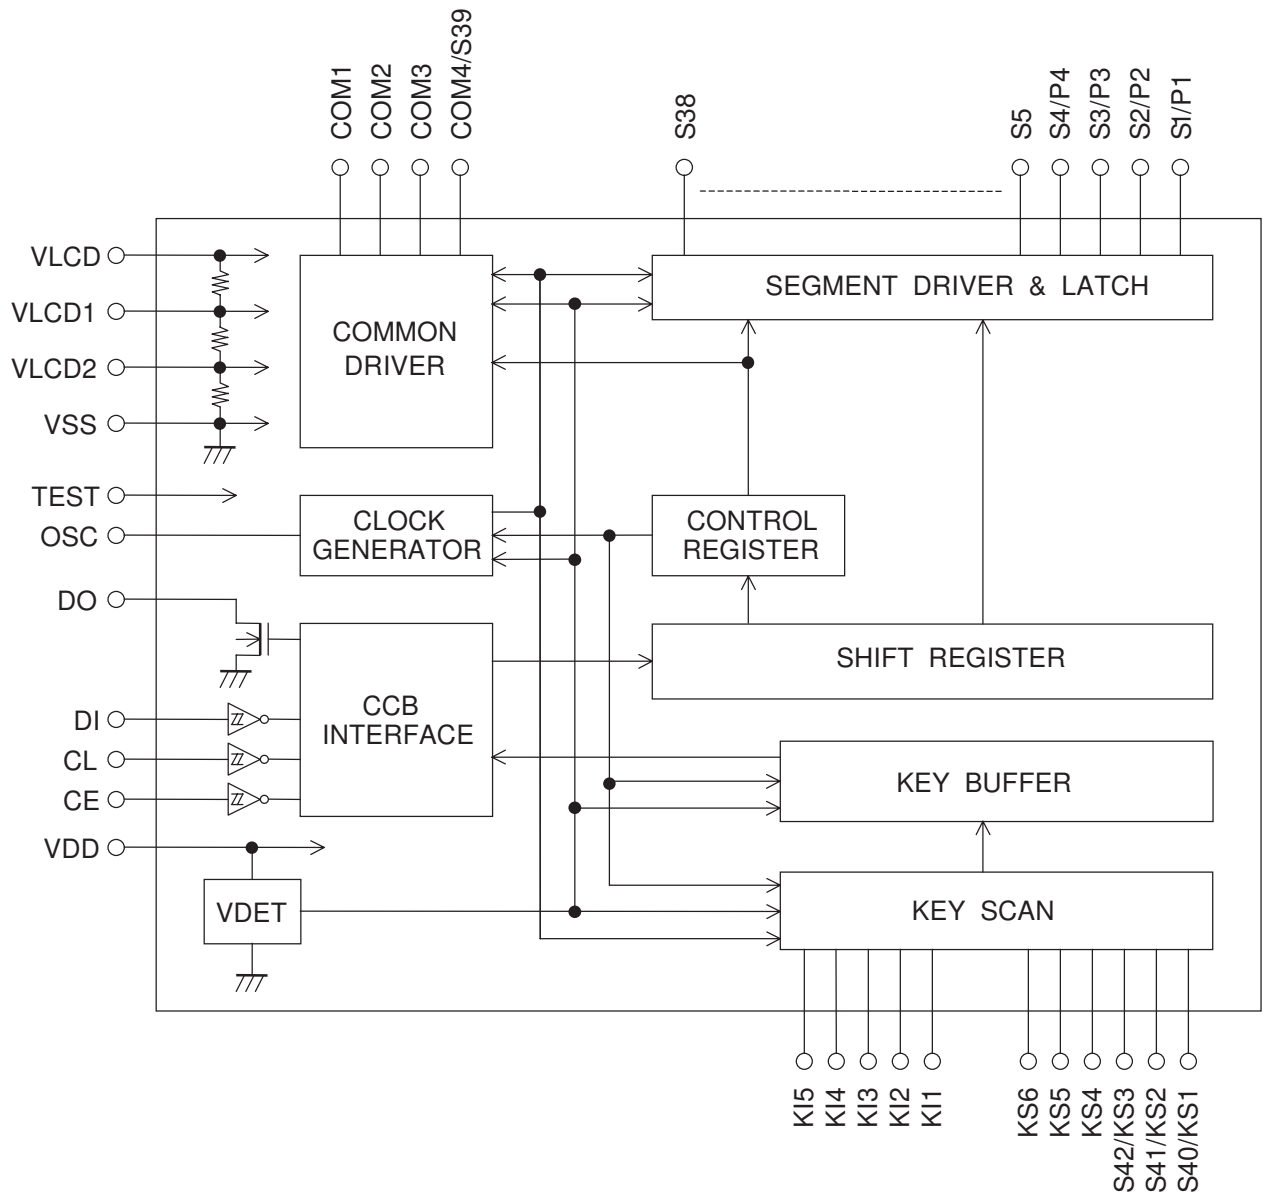 COM1
COM2
COM3
COM4/S39
S38
S5
S4/P4
S3/P3
S2/P2
S1/P1
VLCD
VLCD1
VLCD2
VSS
TEST
OSC
DO
DI
CL
CE
VDD
COMMON
DRIVER
SEGMENT DRIVER & LATCH
CLOCK
GENERATOR
CONTROL
REGISTER
SHIFT REGISTER
CCB
INTERFACE
KEY BUFFER
VDET
KEY SCAN
KI5
KI4
KI3
KI2
KI1
KS6
KS5
KS4
S42/KS3
S41/KS2
S40/KS1